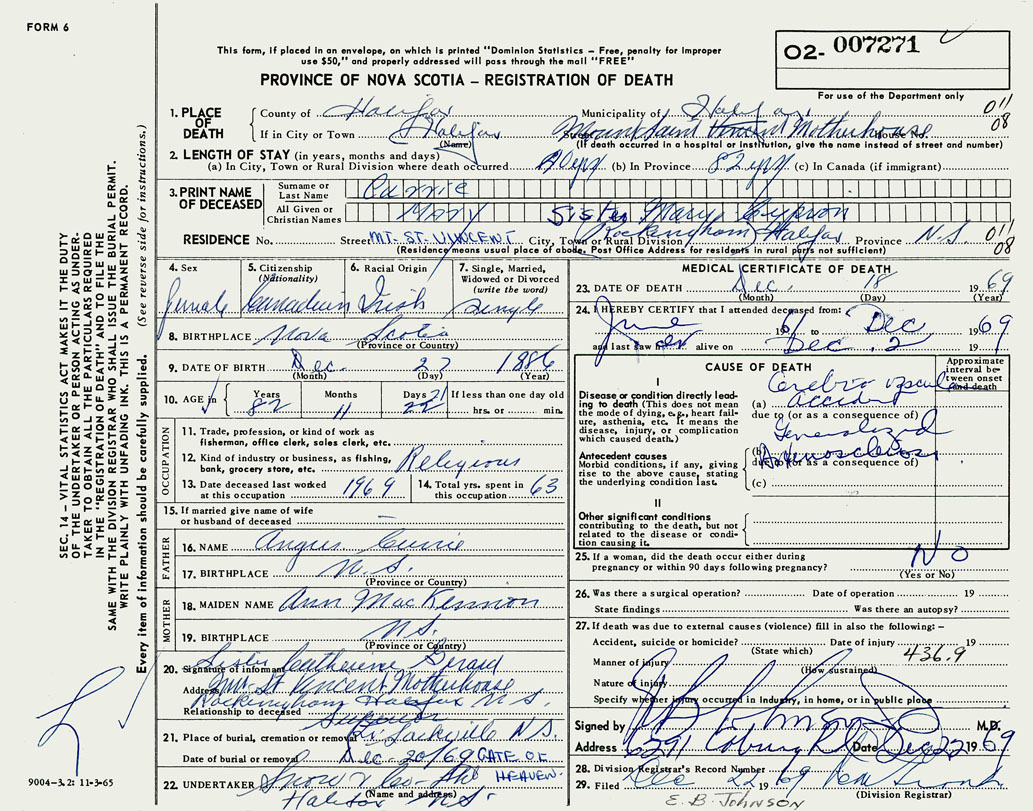 FORM 6
This form, if placed in an envelope, on which is printed "Dominion Statistics – Free, penalty for improper
use $50," and properly addressed will pass through the mail "FREE"
PROVINCE OF NOVA SCOTIA – REGISTRATION OF DEATH
O2- 007271
For use of the Department only
1. PLACE OF DEATH
County of Halifax Municipality of Halifax 011
If in City or Town Halifax Street Mount Saint Vincent Motherhouse House No. 08
(Name) (If death occurred in a hospital or institution, give the name instead of street and number)
2. LENGTH OF STAY (in years, months and days)
(a) In City, Town or Rural Division where death occurred (b) In Province 82 yrs (c) In Canada (if immigrant)
3. PRINT NAME OF DECEASED
Surname or Last Name Currie
All Given or Christian Names Mary Sister Mary
RESIDENCE No. Street MT. ST. VINCENT City, Town or Rural Division Rockingham Halifax Province N.S. 011
(Residence means usual place of abode. Post Office Address for residents in rural parts not sufficient) 08
4. Sex female
5. Citizenship (Nationality) Canadian
6. Racial Origin Irish
7. Single, Married, Widowed or Divorced (write the word) Single
8. BIRTHPLACE Nova Scotia
(Province or Country)
9. DATE OF BIRTH Dec. 27 1886
(Month) (Day) (Year)
10. AGE in Years 82 Months 11 Days 21 22 If less than one day old
hrs. or min.
OCCUPATION
11. Trade, profession, or kind of work as
fisherman, office clerk, sales clerk, etc.
12. Kind of industry or business, as fishing,
bank, grocery store, etc. Religious
13. Date deceased last worked at this occupation 1969
14. Total yrs. spent in this occupation 63
15. If married give name of wife
or husband of deceased —
FATHER
16. NAME Angus Currie
17. BIRTHPLACE N.S.
(Province or Country)
MOTHER
18. MAIDEN NAME Ann MacKennon
19. BIRTHPLACE N.S.
(Province or Country)
20. Signature of informant Sister Catherine Gerard
Address Mt. St Vincent Motherhouse
Rockingham Halifax N.S.
Relationship to deceased Superior
21. Place of burial, cremation or removal Sackville N.S.
Date of burial or removal Dec. 20/69 GATE OF
HEAVEN.
22. UNDERTAKER Snow & Co.
(Name and address)
Halifax N.S.
MEDICAL CERTIFICATE OF DEATH
23. DATE OF DEATH Dec. 18 1969
(Month) (Day) (Year)
24. I HEREBY CERTIFY that I attended deceased from:
June 196 to Dec 1969
and last saw her alive on Dec. 2 1969
CAUSE OF DEATH
Approximate interval between onset and death
I
Disease or condition directly leading to death (This does not mean the mode of dying, e.g., heart failure, asthenia, etc. It means the disease, injury, or complication which caused death.)
(a) Cerebro vascular accident
due to (or as a consequence of)
Antecedent causes
Morbid conditions, if any, giving rise to the above cause, stating the underlying condition last.
Generalized
(b) Arteriosclerosis
due to (or as a consequence of)
(c)
II
Other significant conditions contributing to the death, but not related to the disease or condition causing it.
25. If a woman, did the death occur either during
pregnancy or within 90 days following pregnancy? NO
(Yes or No)
26. Was there a surgical operation? Date of operation 19
State findings Was there an autopsy?
27. If death was due to external causes (violence) fill in also the following:–
Accident, suicide or homicide? Date of injury 19
(State which) 436.9
Manner of injury
(How sustained)
Nature of injury
Specify whether injury occurred in industry, in home, or in public place
Signed by M.D.
Address 6291 Coburg Rd Date Dec 22 1969
28. Division Registrar's Record Number
29. Filed Dec 1969
(Division Registrar)
E. B. JOHNSON
SEC. 14 – VITAL STATISTICS ACT MAKES IT THE DUTY
OF THE UNDERTAKER OR PERSON ACTING AS UNDER-
TAKER TO OBTAIN ALL THE PARTICULARS REQUIRED
IN THE "REGISTRATION OF DEATH" AND TO FILE THE
SAME WITH THE DIVISION REGISTRAR WHO SHALL ISSUE THE BURIAL PERMIT.
WRITE PLAINLY WITH UNFADING INK. THIS IS A PERMANENT RECORD.
Every item of information should be carefully supplied. (See reverse side for instructions.)
9004–3.2: 11-3-65